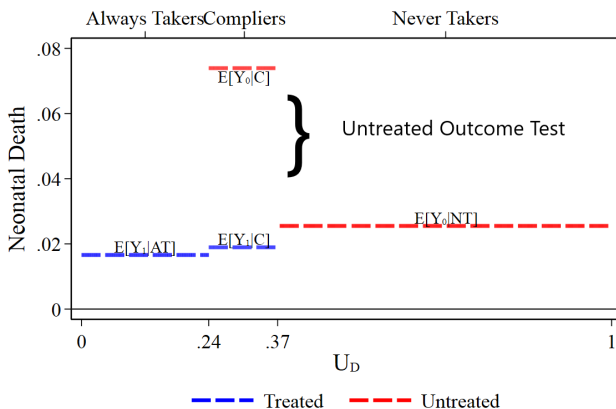 Always Takers Compliers Never Takers
.08
E[Y₀|C]
.06
Untreated Outcome Test
Neonatal Death
.04
E[Y₀|NT]
E[Y₁|C]
.02
E[Y₁|AT]
0
0 .24 .37 1
U_D
Treated Untreated